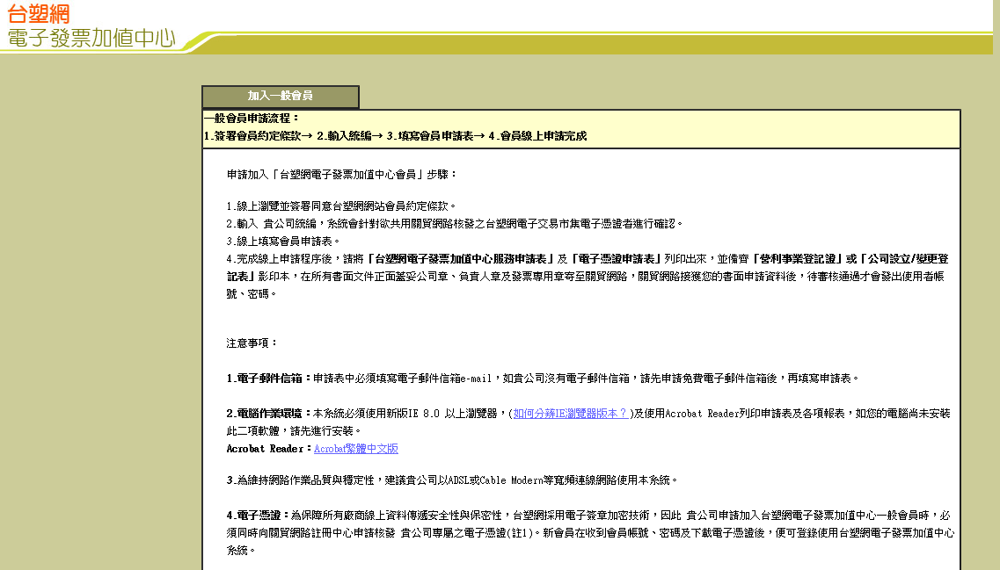 台塑網
電子發票加值中心
加入一般會員
一般會員申請流程：
1.簽署會員約定條款→ 2.輸入統編→ 3.填寫會員申請表→ 4.會員線上申請完成
申請加入「台塑網電子發票加值中心會員」步驟：
1.線上瀏覽並簽署同意台塑網網站會員約定條款。
2.輸入 貴公司統編，系統會針對欲共用關貿網路核發之台塑網電子交易市集電子憑證者進行確認。
3.線上填寫會員申請表。
4.完成線上申請程序後，請將「台塑網電子發票加值中心服務申請表」及「電子憑證申請表」列印出來，並備齊「營利事業登記證」或「公司設立/變更登
記表」影印本，在所有書面文件正面蓋妥公司章、負責人章及發票專用章寄至關貿網路，關貿網路接獲您的書面申請資料後，待審核通過才會發出使用者帳
號、密碼。
注意事項：
1.電子郵件信箱：申請表中必須填寫電子郵件信箱e-mail，如貴公司沒有電子郵件信箱，請先申請免費電子郵件信箱後，再填寫申請表。
2.電腦作業環境：本系統必須使用新版IE 8.0 以上瀏覽器，(如何分辨IE瀏覽器版本？)及使用Acrobat Reader列印申請表及各項報表，如您的電腦尚未安裝
此二項軟體，請先進行安裝。
Acrobat Reader：Acrobat繁體中文版
3.為維持網路作業品質與穩定性，建議貴公司以ADSL或Cable Modern等寬頻連線網路使用本系統。
4.電子憑證：為保障所有廠商線上資料傳遞安全性與保密性，台塑網採用電子簽章加密技術，因此 貴公司申請加入台塑網電子發票加值中心一般會員時，必
須同時向關貿網路註冊中心申請核發 貴公司專屬之電子憑證(註1)。新會員在收到會員帳號、密碼及下載電子憑證後，便可登錄使用台塑網電子發票加值中心
系統。